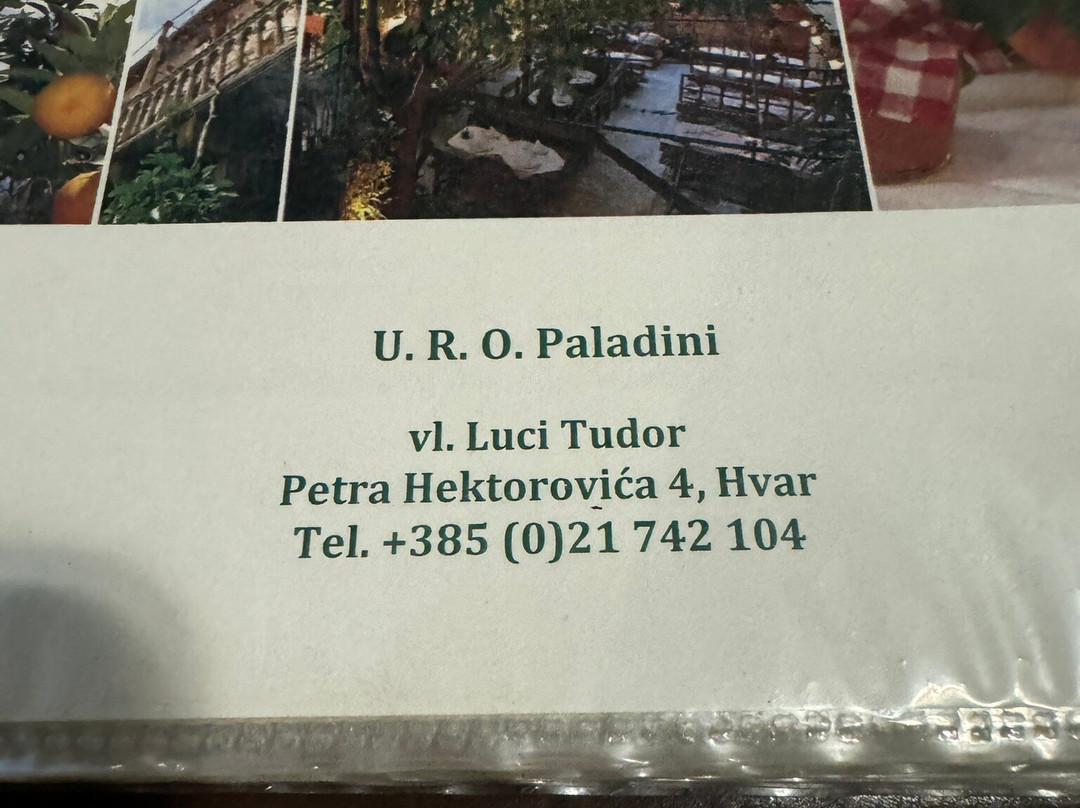 U. R. O. Paladini
vl. Luci Tudor
Petra Hektorovića 4, Hvar
Tel. +385 (0)21 742 104